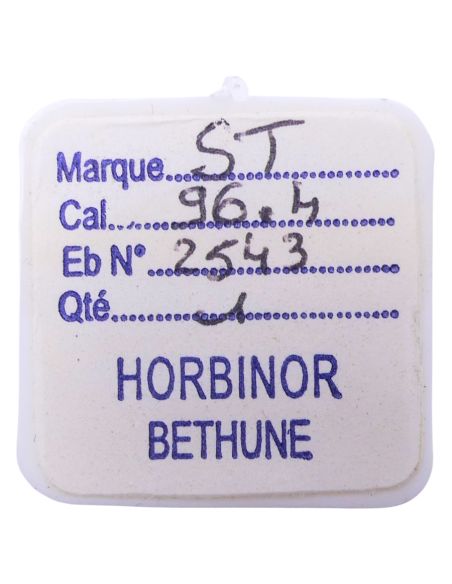 Marque ST
Cal. 96.4
Eb N° 2543
Qté 1
HORBINOR
BETHUNE